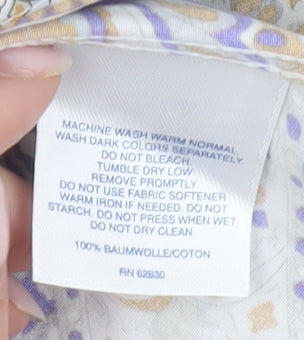 MACHINE WASH WARM NORMAL.
WASH DARK COLORS SEPARATELY.
DO NOT BLEACH.
TUMBLE DRY LOW
REMOVE PROMPTLY.
DO NOT USE FABRIC SOFTENER
WARM IRON IF NEEDED. DO NOT
STARCH. DO NOT PRESS WHEN WET
DO NOT DRY CLEAN.
100% BAUMWOLLE/COTON
RN 62830